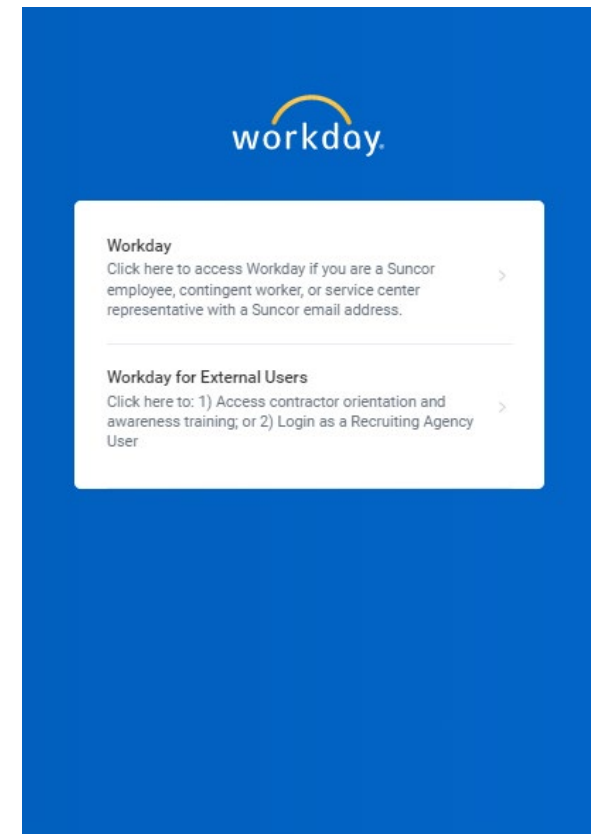 workday.
Workday
Click here to access Workday if you are a Suncor
employee, contingent worker, or service center
representative with a Suncor email address.
Workday for External Users
Click here to: 1) Access contractor orientation and
awareness training; or 2) Login as a Recruiting Agency
User